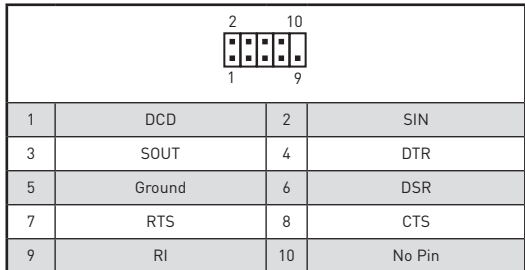 2 10
1 9
1 DCD 2 SIN
3 SOUT 4 DTR
5 Ground 6 DSR
7 RTS 8 CTS
9 RI 10 No Pin